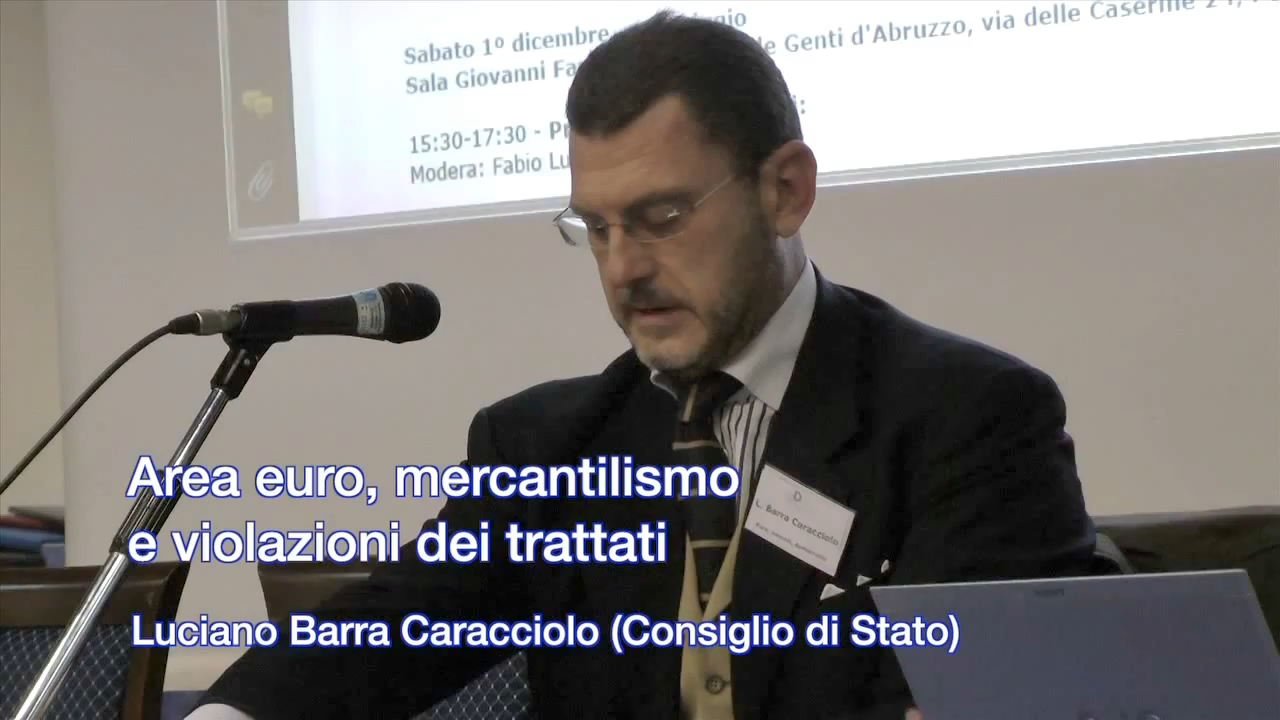 Sabato 1º dicembre
e Genti d'Abruzzo, via delle Caserme
Sala Giovanni
15:30-17:30 -
Modera: Fabio
D
L. Barra Caracciolo
Area euro, mercantilismo
e violazioni dei trattati
Luciano Barra Caracciolo (Consiglio di Stato)